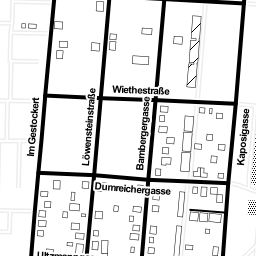 Wiethestraße
Im Gestockert
Löwensteinstraße
Bambergergasse
Kaposigasse
Dumreichergasse